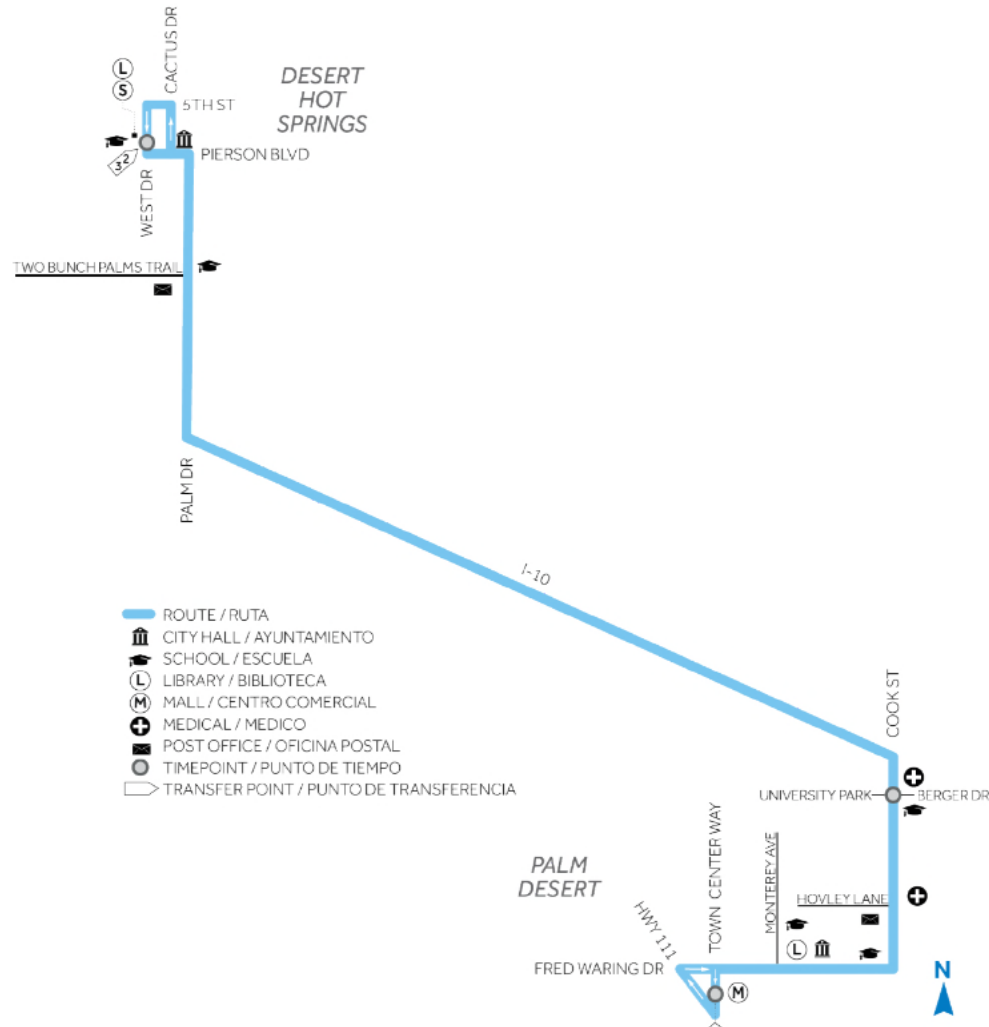 CACTUS DR
L
S
DESERT
HOT
SPRINGS
5TH ST
PIERSON BLVD
32
WEST DR
TWO BUNCH PALMS TRAIL
PALM DR
I-10
ROUTE / RUTA
CITY HALL / AYUNTAMIENTO
SCHOOL / ESCUELA
L LIBRARY / BIBLIOTECA
M MALL / CENTRO COMERCIAL
MEDICAL / MEDICO
POST OFFICE / OFICINA POSTAL
TIMEPOINT / PUNTO DE TIEMPO
TRANSFER POINT / PUNTO DE TRANSFERENCIA
COOK ST
UNIVERSITY PARK
BERGER DR
TOWN CENTER WAY
MONTEREY AVE
PALM
DESERT
HOVLEY LANE
HWY 111
L
FRED WARING DR
M
N